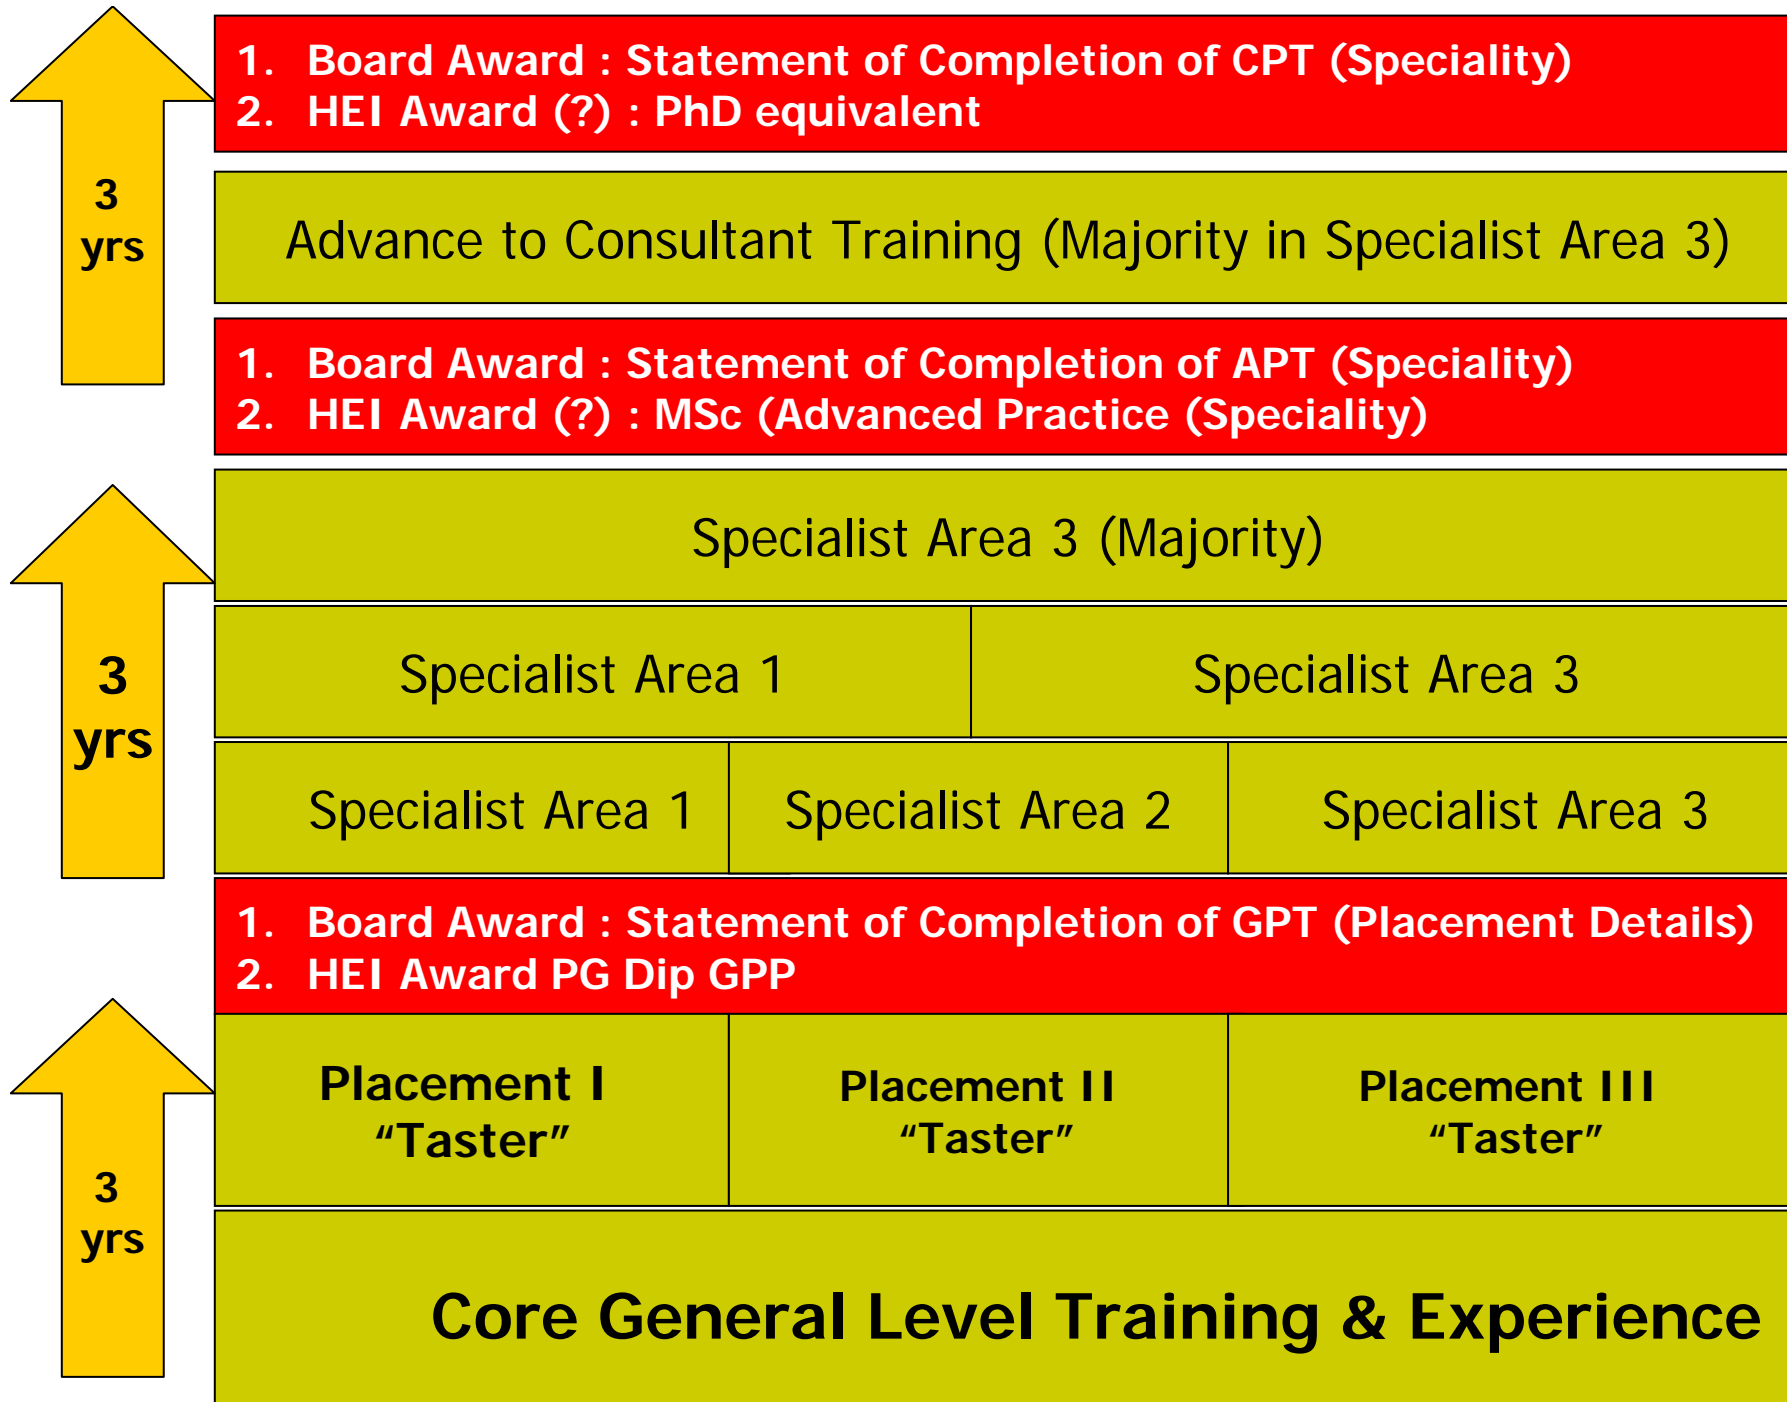 1. Board Award : Statement of Completion of CPT (Speciality)
2. HEI Award (?) : PhD equivalent
3
yrs
Advance to Consultant Training (Majority in Specialist Area 3)
1. Board Award : Statement of Completion of APT (Speciality)
2. HEI Award (?) : MSc (Advanced Practice (Speciality)
Specialist Area 3 (Majority)
3
yrs
Specialist Area 1
Specialist Area 3
Specialist Area 1
Specialist Area 2
Specialist Area 3
1. Board Award : Statement of Completion of GPT (Placement Details)
2. HEI Award PG Dip GPP
Placement I
“Taster”
Placement II
“Taster”
Placement III
“Taster”
3
yrs
Core General Level Training & Experience